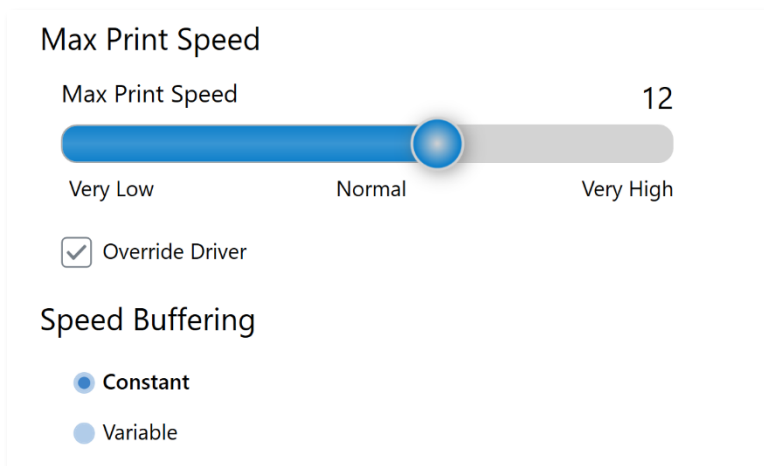 Max Print Speed
Max Print Speed 12
Very Low Normal Very High
Override Driver
Speed Buffering
Constant
Variable